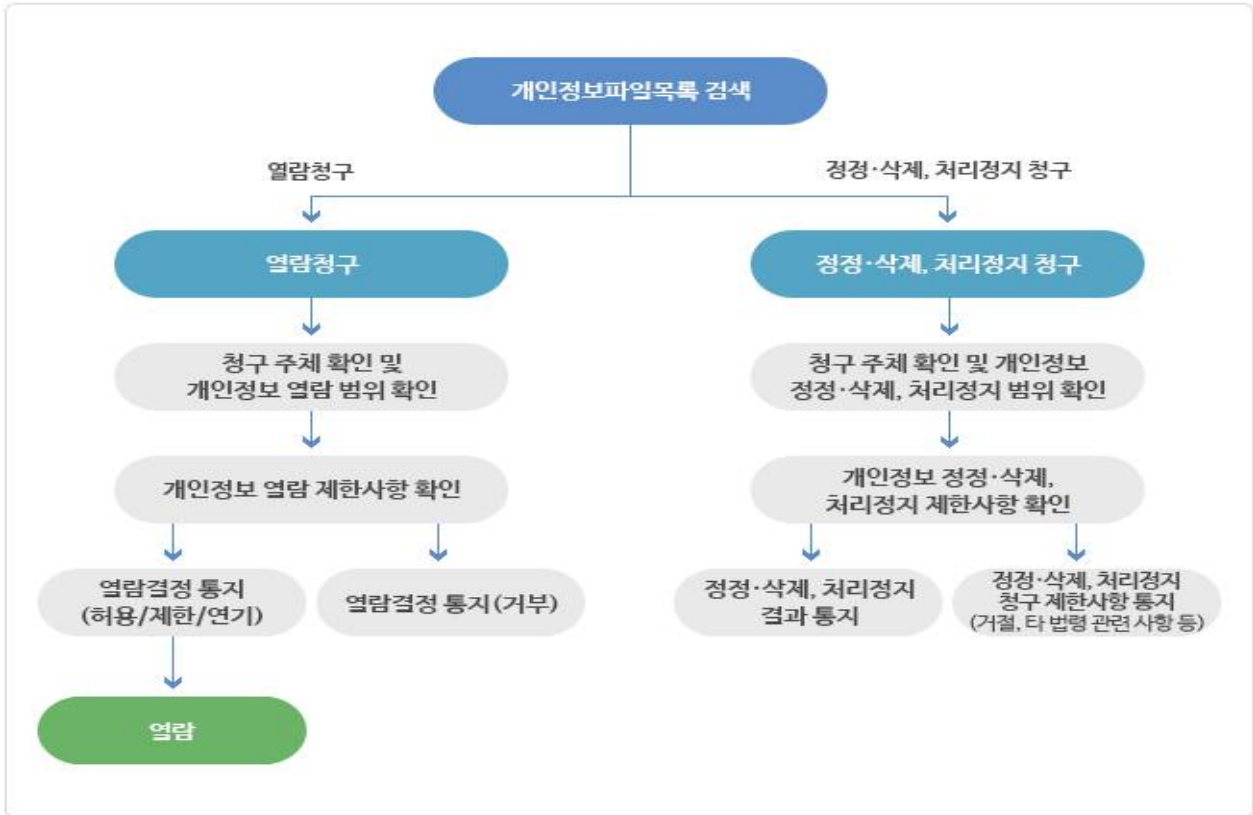 개인정보파일목록 검색
열람청구
정정·삭제, 처리정지 청구
열람청구
정정·삭제, 처리정지 청구
청구 주체 확인 및
개인정보 열람 범위 확인
청구 주체 확인 및 개인정보
정정·삭제, 처리정지 범위 확인
개인정보 열람 제한사항 확인
개인정보 정정·삭제,
처리정지 제한사항 확인
열람결정 통지
(허용/제한/연기)
열람결정 통지(거부)
정정·삭제, 처리정지
결과 통지
정정·삭제, 처리정지
청구 제한사항 통지
(거절, 타 법령 관련 사항 등)
열람